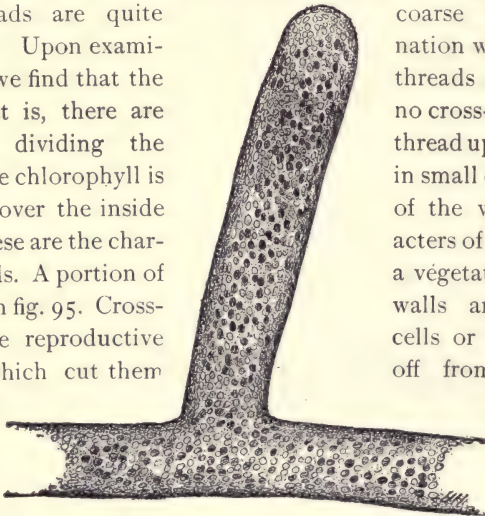 ads are quite coarse
Upon exami- nation w
we find that the threads
t is, there are no cross-
dividing the thread up
e chlorophyll is in small
over the inside of the w
ese are the char- acters of
ls. A portion of a végetat
n fig. 95. Cross- walls ar
e reproductive cells or
hich cut them off from